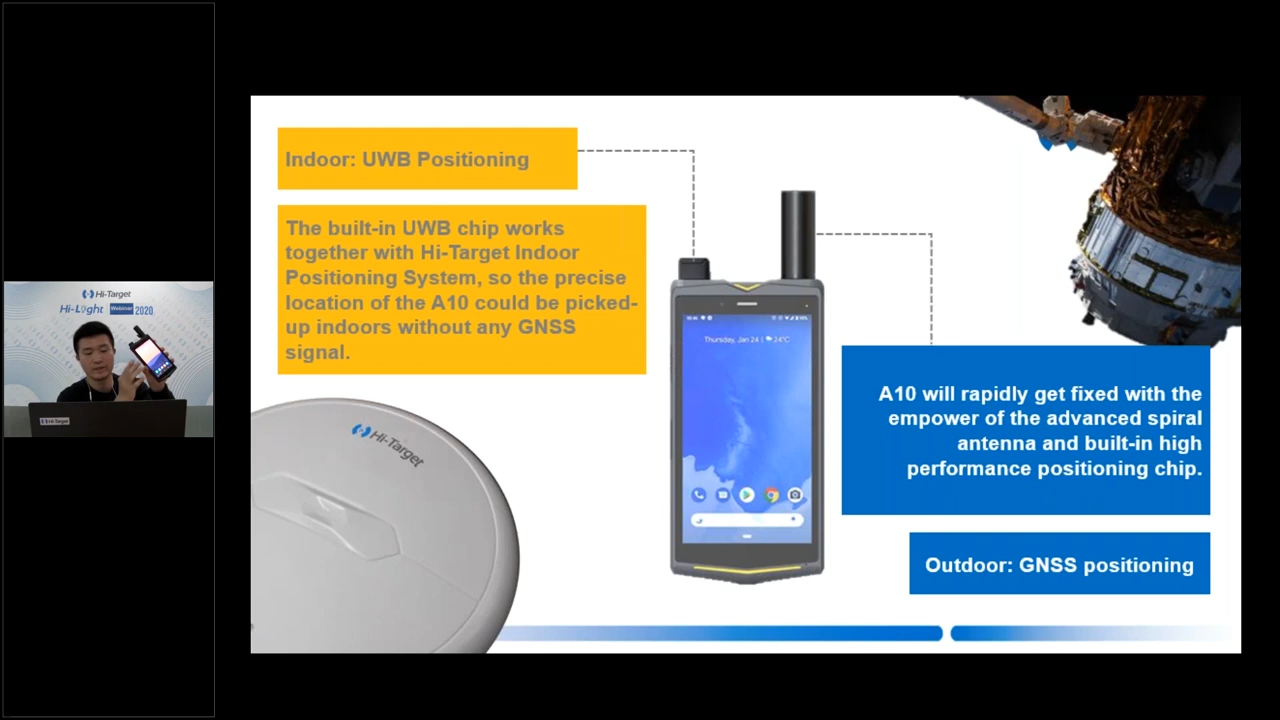 Hi-Target
Hi-Light Webinar 2020
Hi-Target
Indoor: UWB Positioning
The built-in UWB chip works
together with Hi-Target Indoor
Positioning System, so the precise
location of the A10 could be picked-
up indoors without any GNSS
signal.
Hi-Target
Thursday, Jan 24 | 24°C
A10 will rapidly get fixed with the
empower of the advanced spiral
antenna and built-in high
performance positioning chip.
Outdoor: GNSS positioning